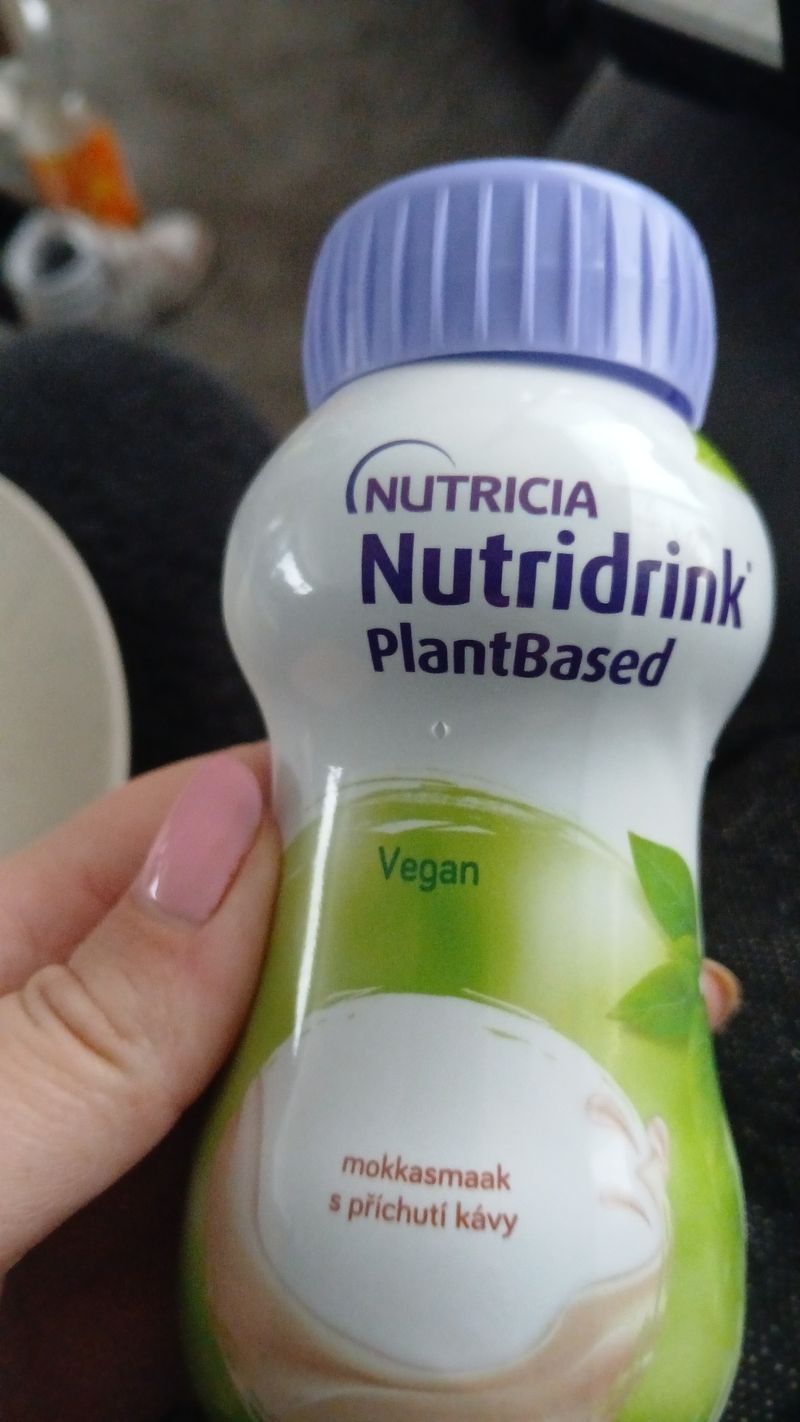 NUTRICIA
Nutridrink
PlantBased
Vegan
mokkasmaak
s příchutí kávy